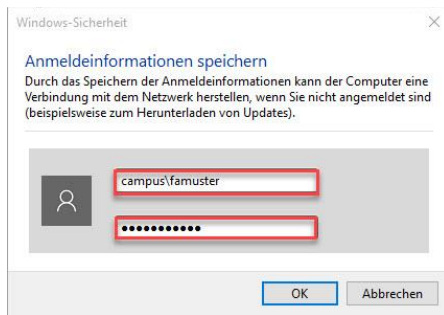 Windows-Sicherheit
Anmeldeinformationen speichern
Durch das Speichern der Anmeldeinformationen kann der Computer eine
Verbindung mit dem Netzwerk herstellen, wenn Sie nicht angemeldet sind
(beispielsweise zum Herunterladen von Updates).
campus\famuster
●●●●●●●●●●●
OK Abbrechen